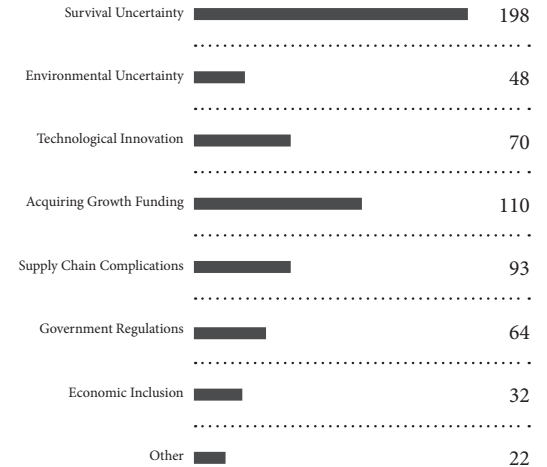 Survival Uncertainty 198
Environmental Uncertainty 48
Technological Innovation 70
Acquiring Growth Funding 110
Supply Chain Complications 93
Government Regulations 64
Economic Inclusion 32
Other 22